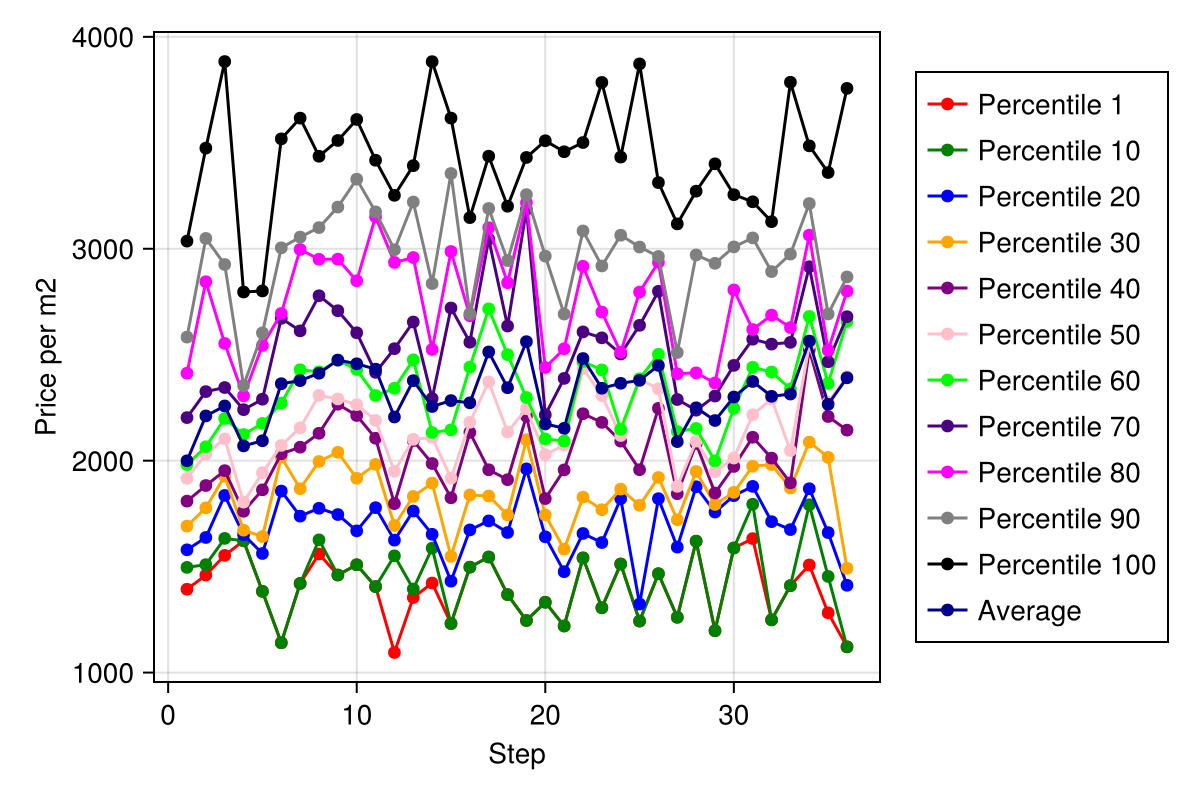 4000
3000
2000
1000
Price per m2
0 10 20 30
Step
Percentile 1
Percentile 10
Percentile 20
Percentile 30
Percentile 40
Percentile 50
Percentile 60
Percentile 70
Percentile 80
Percentile 90
Percentile 100
Average